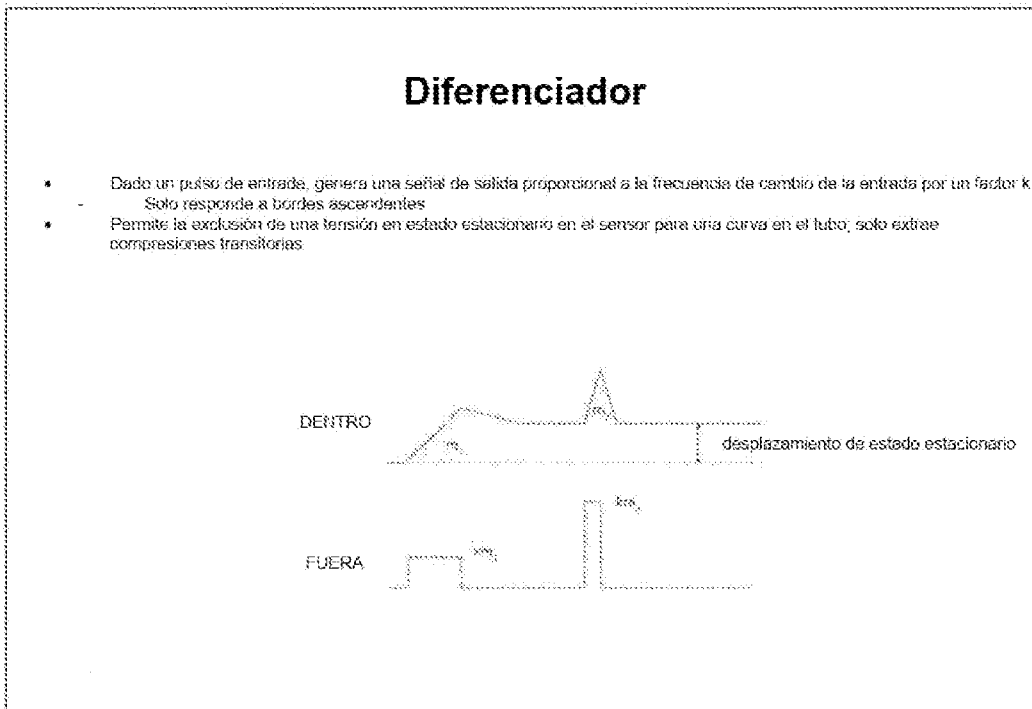 Diferenciador
• Dado un pulso de entrada, genera una señal de salida proporcional a la frecuencia de cambio de la entrada por un factor k
- Solo responde a bordes ascendentes
• Permite la exclusión de una tensión en estado estacionario en el sensor para una curva en el tubo; solo extrae
compresiones transitorias
DENTRO
desplazamiento de estado estacionario
FUERA